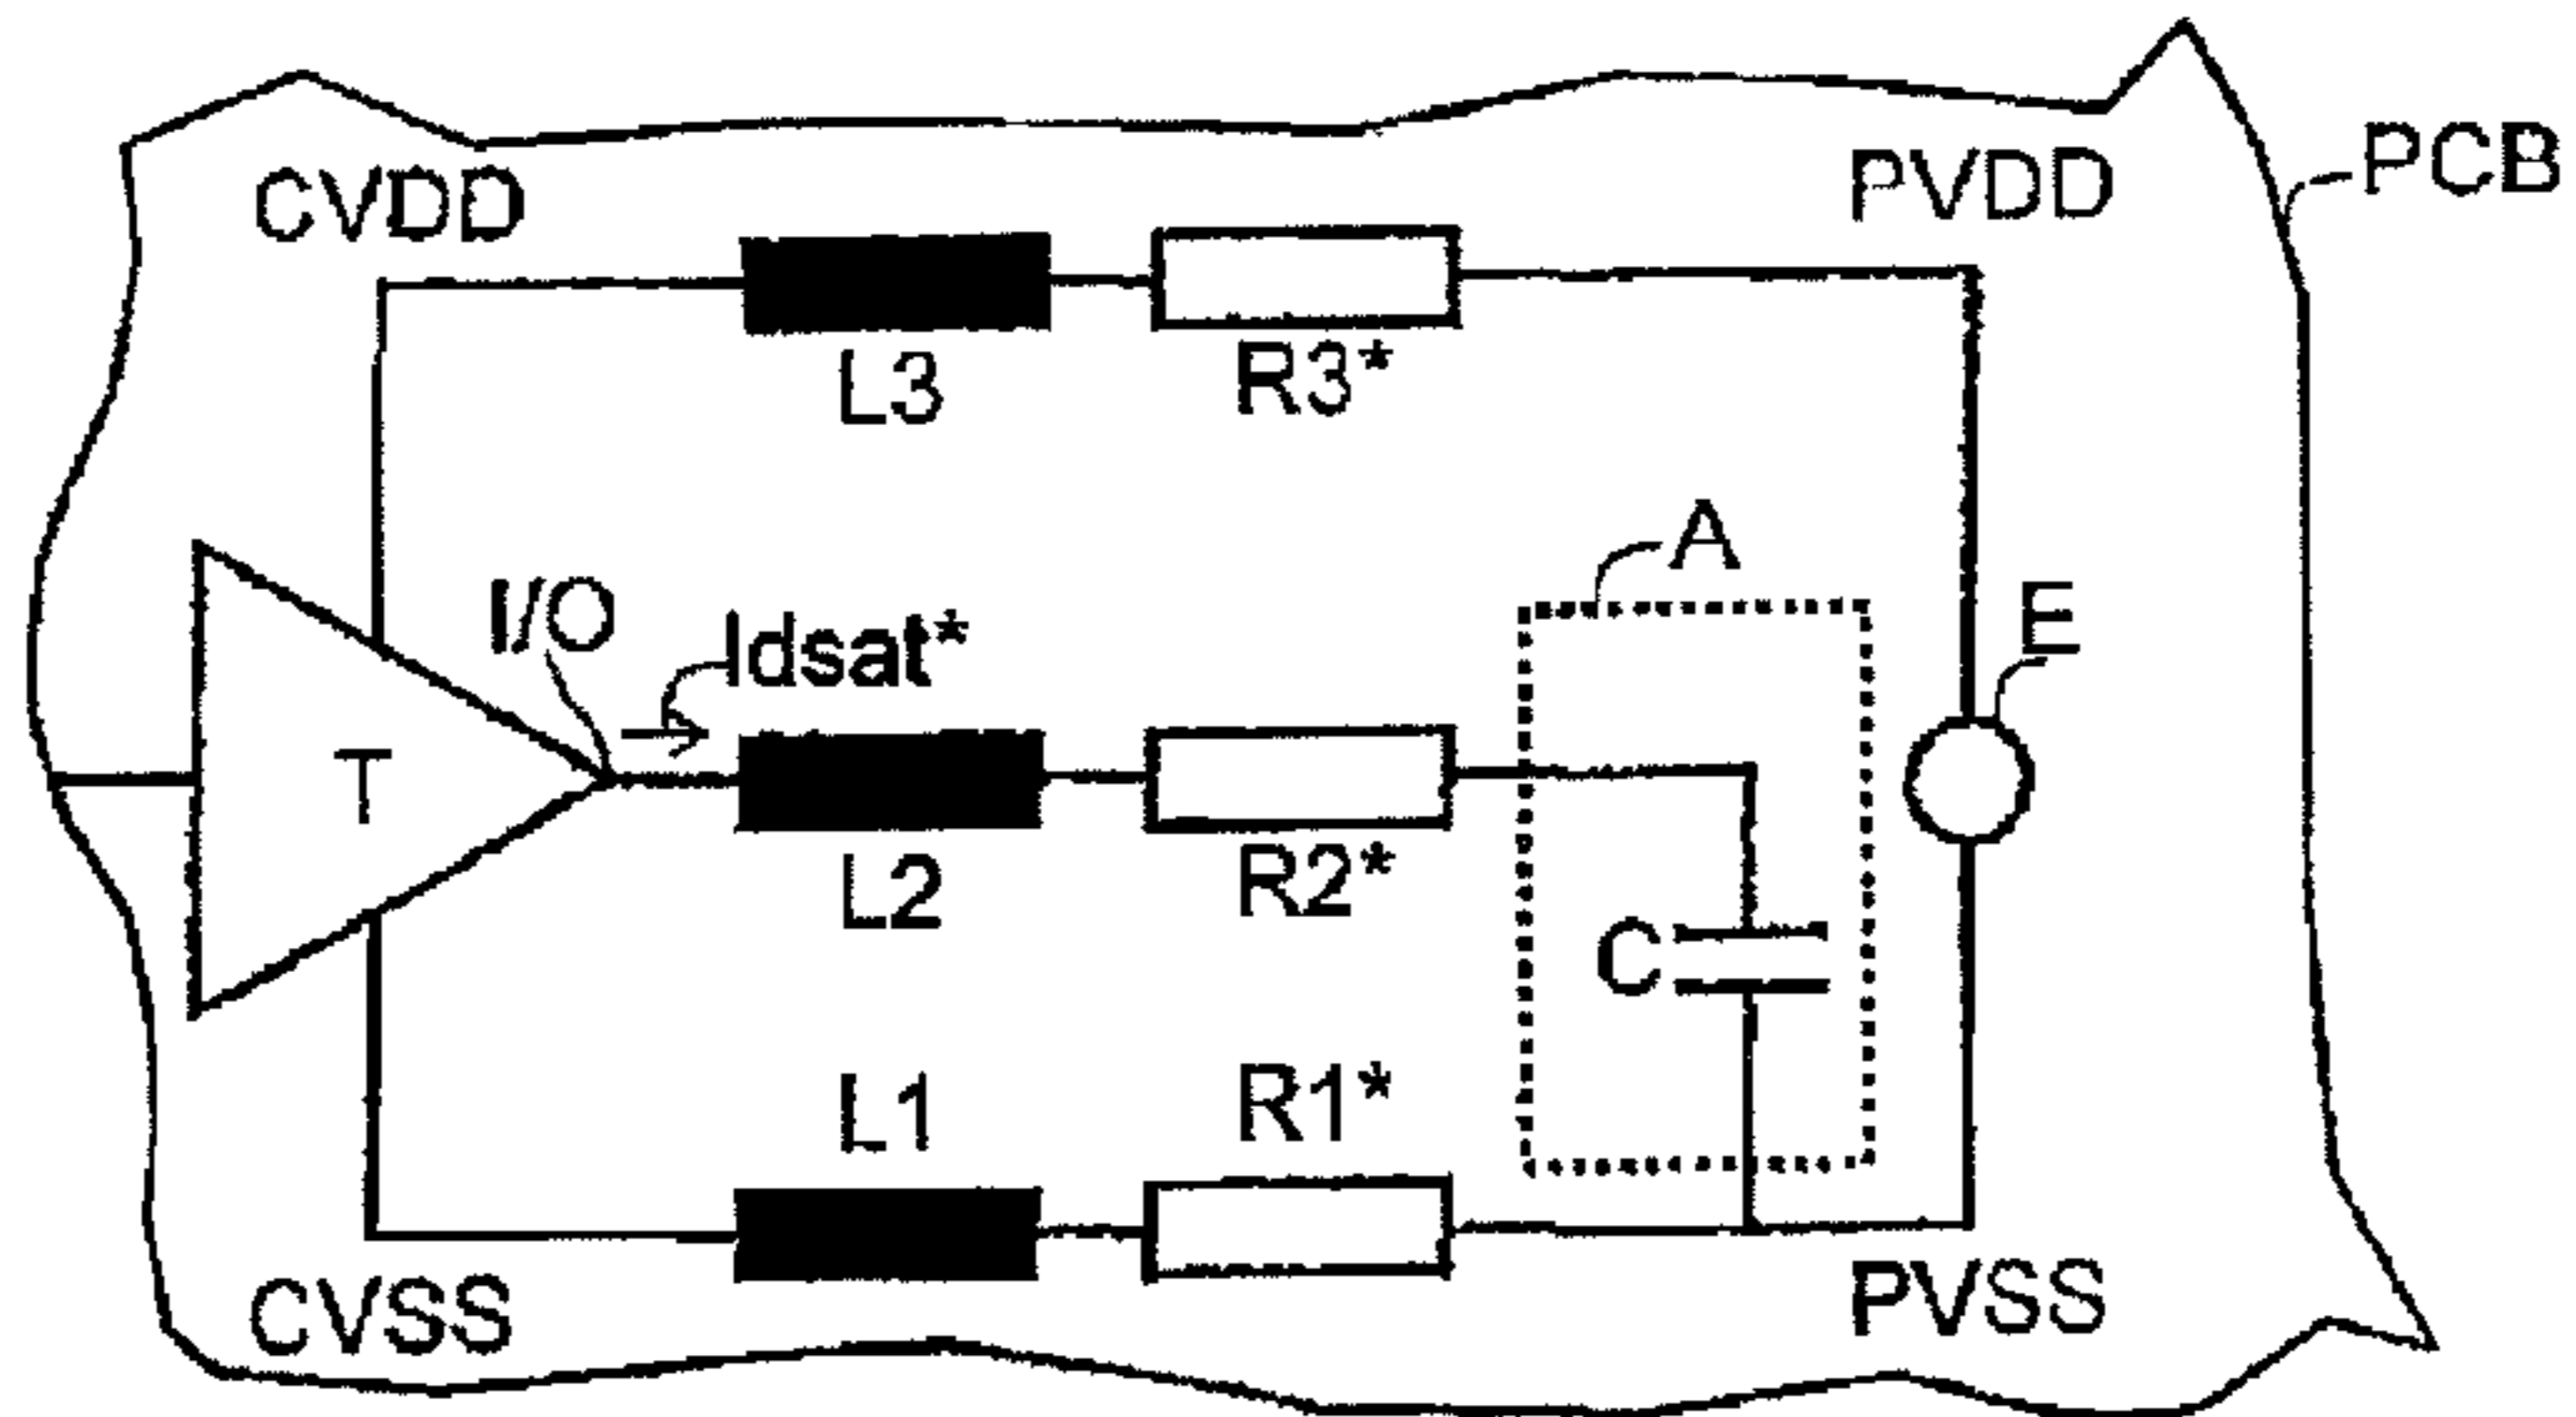 CVDD
PVDD
PCB
L3
R3*
A
I/O
Idsat*
E
T
L2
R2*
C
L1
R1*
CVSS
PVSS